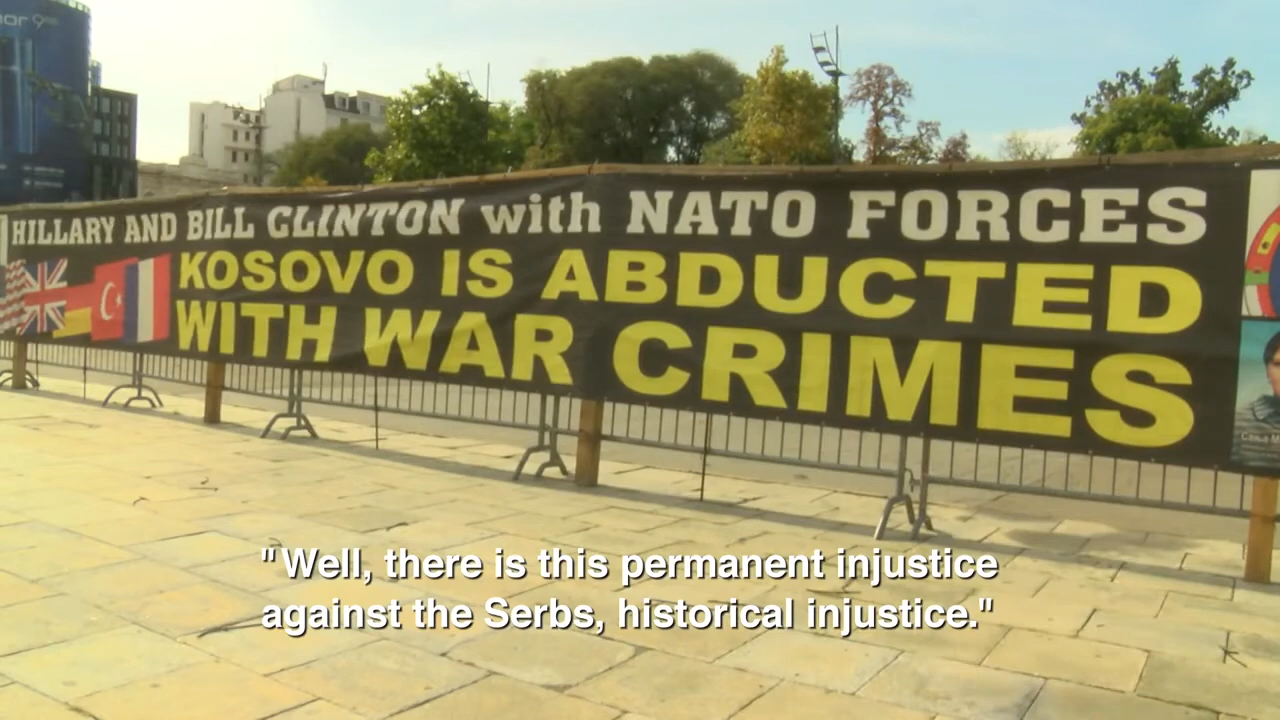 HILLARY AND BILL CLINTON with NATO FORCES
KOSOVO IS ABDUCTED
WITH WAR CRIMES
"Well, there is this permanent injustice
against the Serbs, historical injustice."